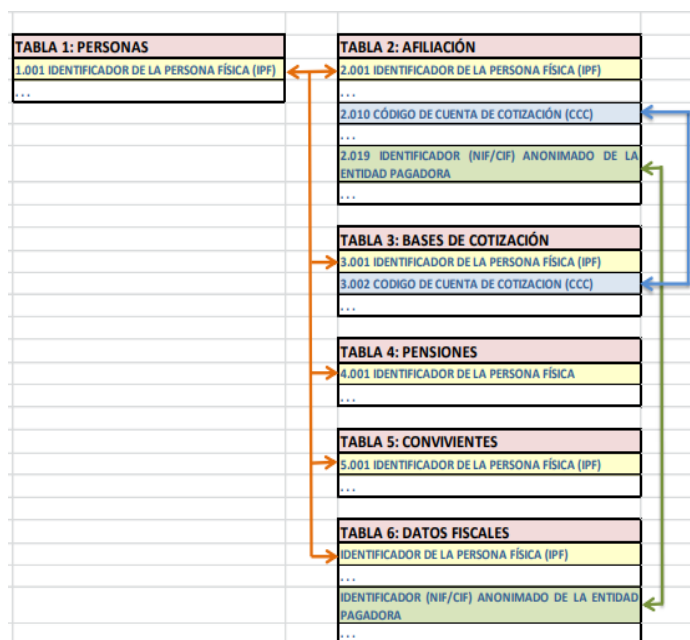 TABLA 1: PERSONAS
1.001 IDENTIFICADOR DE LA PERSONA FÍSICA (IPF)
...
TABLA 2: AFILIACIÓN
2.001 IDENTIFICADOR DE LA PERSONA FÍSICA (IPF)
...
2.010 CÓDIGO DE CUENTA DE COTIZACIÓN (CCC)
...
2.019 IDENTIFICADOR (NIF/CIF) ANONIMADO DE LA
ENTIDAD PAGADORA
...
TABLA 3: BASES DE COTIZACIÓN
3.001 IDENTIFICADOR DE LA PERSONA FÍSICA (IPF)
3.002 CODIGO DE CUENTA DE COTIZACION (CCC)
...
TABLA 4: PENSIONES
4.001 IDENTIFICADOR DE LA PERSONA FÍSICA
...
TABLA 5: CONVIVIENTES
5.001 IDENTIFICADOR DE LA PERSONA FÍSICA (IPF)
...
TABLA 6: DATOS FISCALES
IDENTIFICADOR DE LA PERSONA FÍSICA (IPF)
...
IDENTIFICADOR (NIF/CIF) ANONIMADO DE LA ENTIDAD
PAGADORA
...